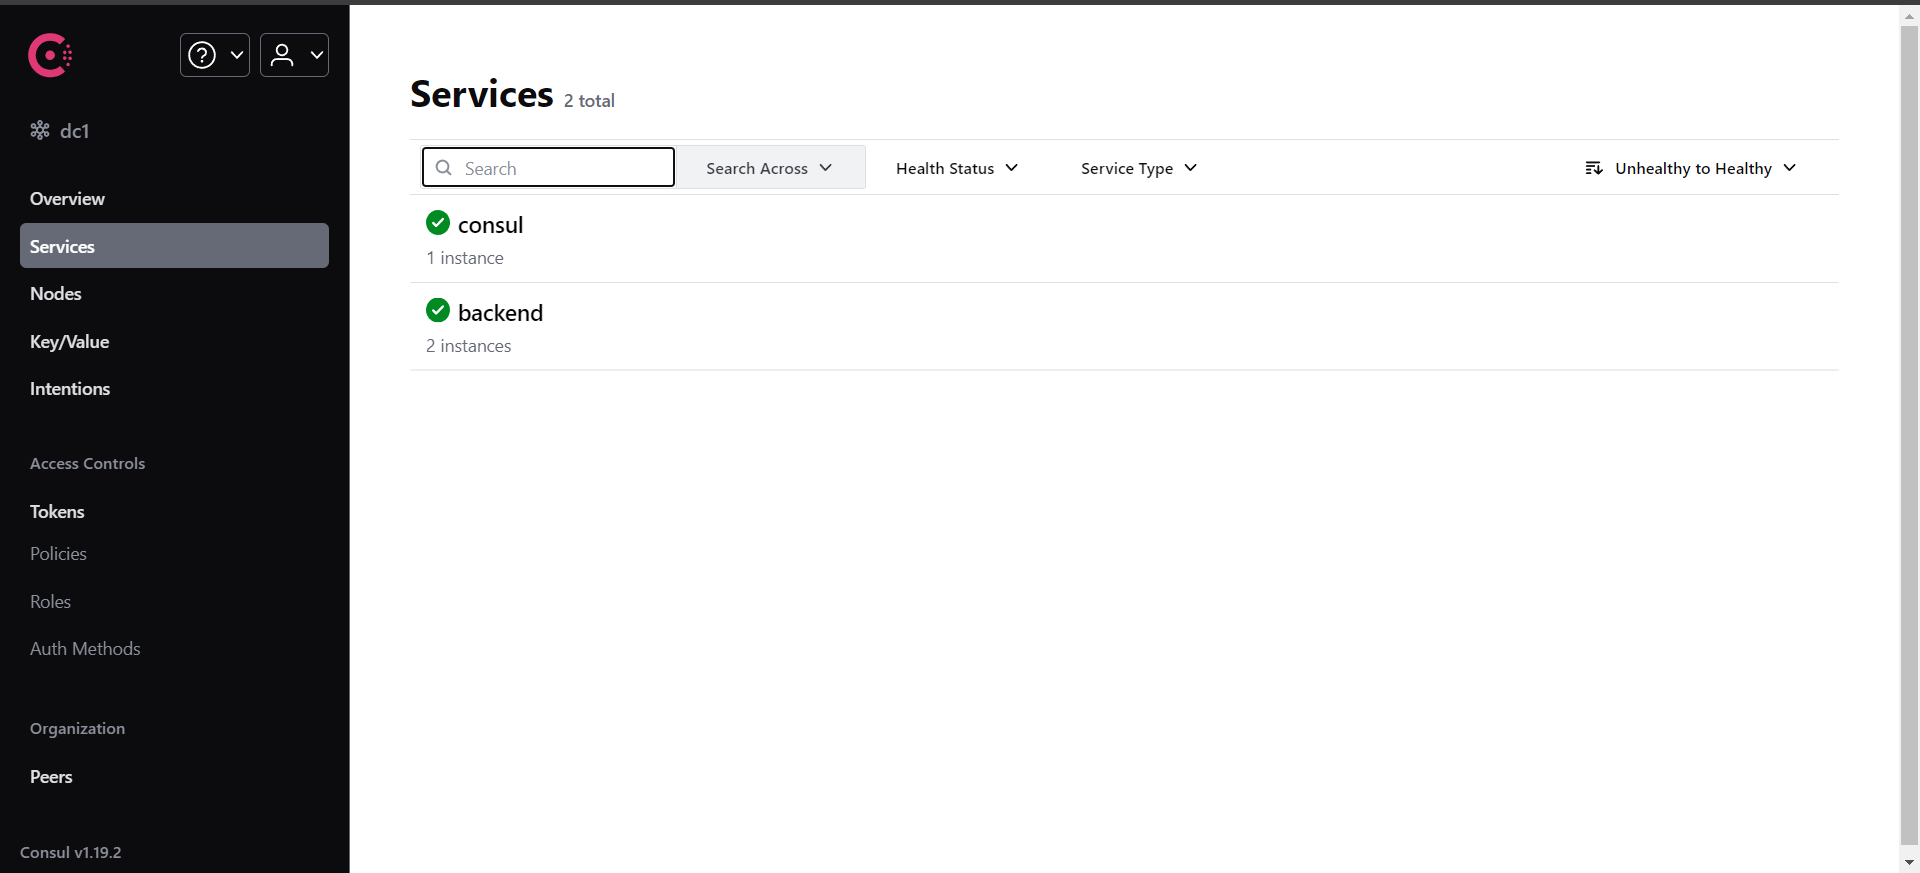 dc1
Overview
Services
Nodes
Key/Value
Intentions
Access Controls
Tokens
Policies
Roles
Auth Methods
Organization
Peers
Consul v1.19.2
Services 2 total
Search Search Across Health Status Service Type Unhealthy to Healthy
consul
1 instance
backend
2 instances